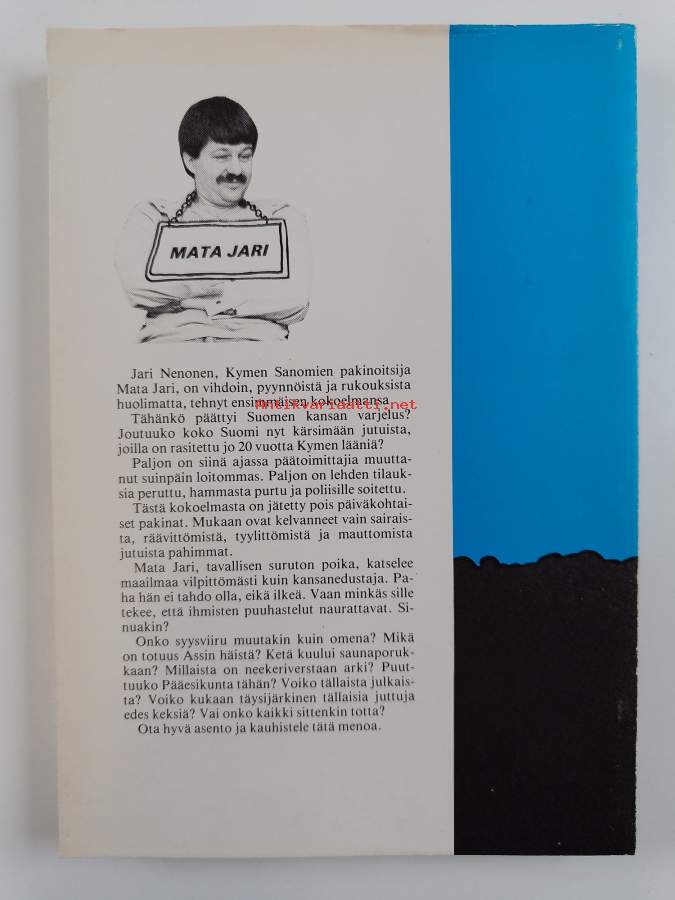 MATA JARI
Jari Nenonen, Kymen Sanomien pakinoitsija
Mata Jari, on vihdoin, pyynnöistä ja rukouksista
huolimatta, tehnyt ensimmäisen kokoelmansa.
Antikvariaatti.net
Tähänkö päättyi Suomen kansan varjelus?
Joutuuko koko Suomi nyt kärsimään jutuista,
joilla on rasitettu jo 20 vuotta Kymen lääniä?
Paljon on siinä ajassa päätoimittajia muutta-
nut suinpäin loitommas. Paljon on lehden tilauk-
sia peruttu, hammasta purtu ja poliisille soitettu.
Tästä kokoelmasta on jätetty pois päiväkohtai-
set pakinat. Mukaan ovat kelvanneet vain sairais-
ta, räävittömistä, tyylittömistä ja mauttomista
jutuista pahimmat.
Mata Jari, tavallisen suruton poika, katselee
maailmaa vilpittömästi kuin kansanedustaja. Pa-
ha hän ei tahdo olla, eikä ilkeä. Vaan minkäs sille
tekee, että ihmisten puuhastelut naurattavat. Si-
nuakin?
Onko syysviiru muutakin kuin omena? Mikä
on totuus Assin häistä? Ketä kuului saunaporuk-
kaan? Millaista on neekeriverstaan arki? Puut-
tuuko Pääesikunta tähän? Voiko tällaista julkais-
ta? Voiko kukaan täysijärkinen tällaisia juttuja
edes keksiä? Vai onko kaikki sittenkin totta?
Ota hyvä asento ja kauhistele tätä menoa.